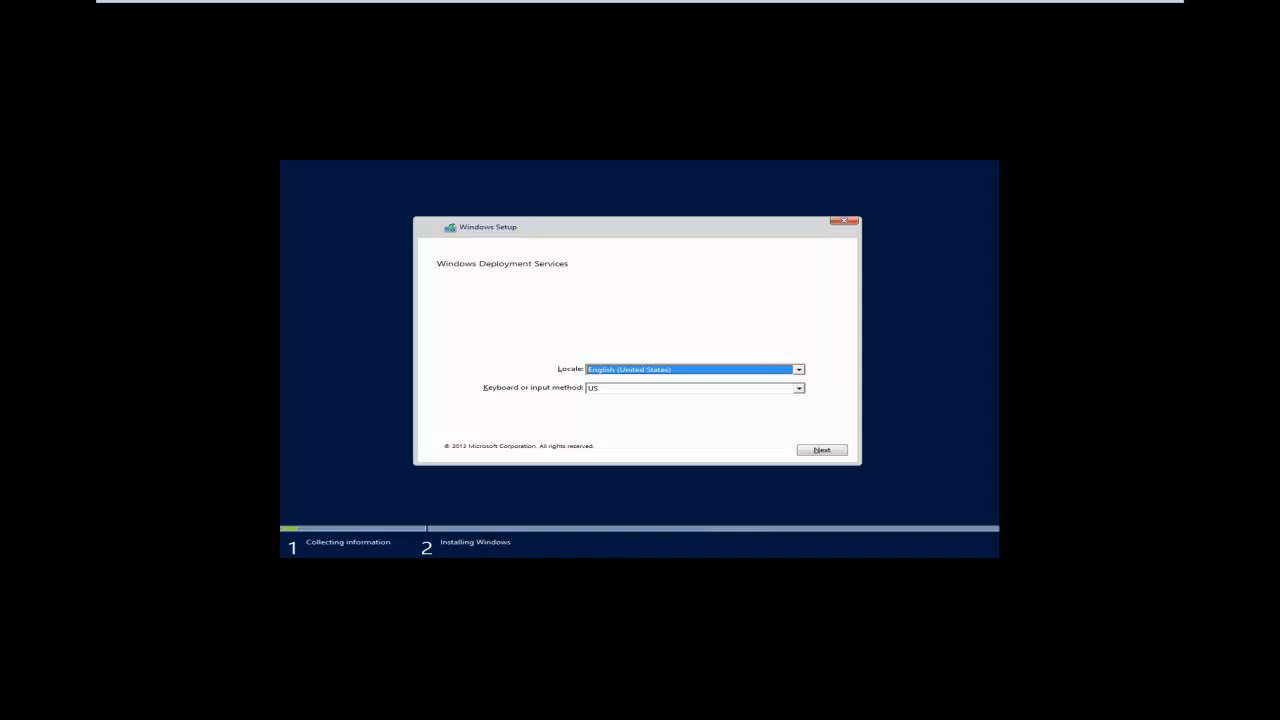 Windows Setup
Windows Deployment Services
Locale: English (United States)
Keyboard or input method: US
© 2013 Microsoft Corporation. All rights reserved.
Next
1 Collecting information 2 Installing Windows